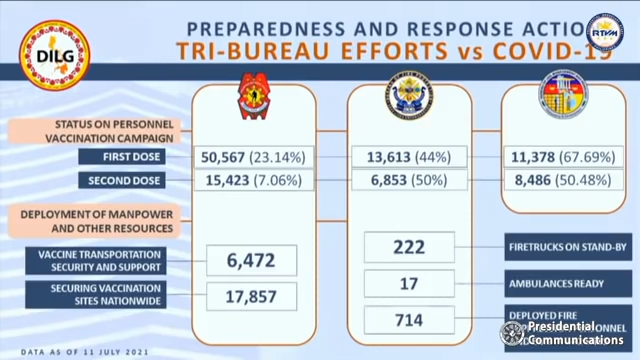 PREPAREDNESS AND RESPONSE ACTIO
TRI-BUREAU EFFORTS vs COVID-19
DILG
RTVM
STATUS ON PERSONNEL
VACCINATION CAMPAIGN
FIRST DOSE
50,567 (23.14%)
13,613 (44%)
11,378 (67.69%)
SECOND DOSE
15,423 (7.06%)
6,853 (50%)
8,486 (50.48%)
DEPLOYMENT OF MANPOWER
AND OTHER RESOURCES
VACCINE TRANSPORTATION
SECURITY AND SUPPORT
6,472
222
FIRETRUCKS ON STAND-BY
SECURING VACCINATION
SITES NATIONWIDE
17,857
17
AMBULANCES READY
714
DEPLOYED FIRE
Presidential
Communications
DATA AS OF 11 JULY 2021